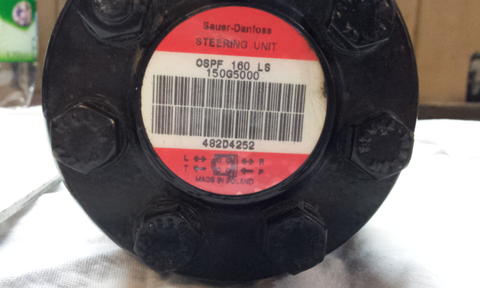 Sauer-Danfoss
STEERING UNIT
OSPF 160 LS
150G5000
482D4252
L R
T P
MADE IN POLAND